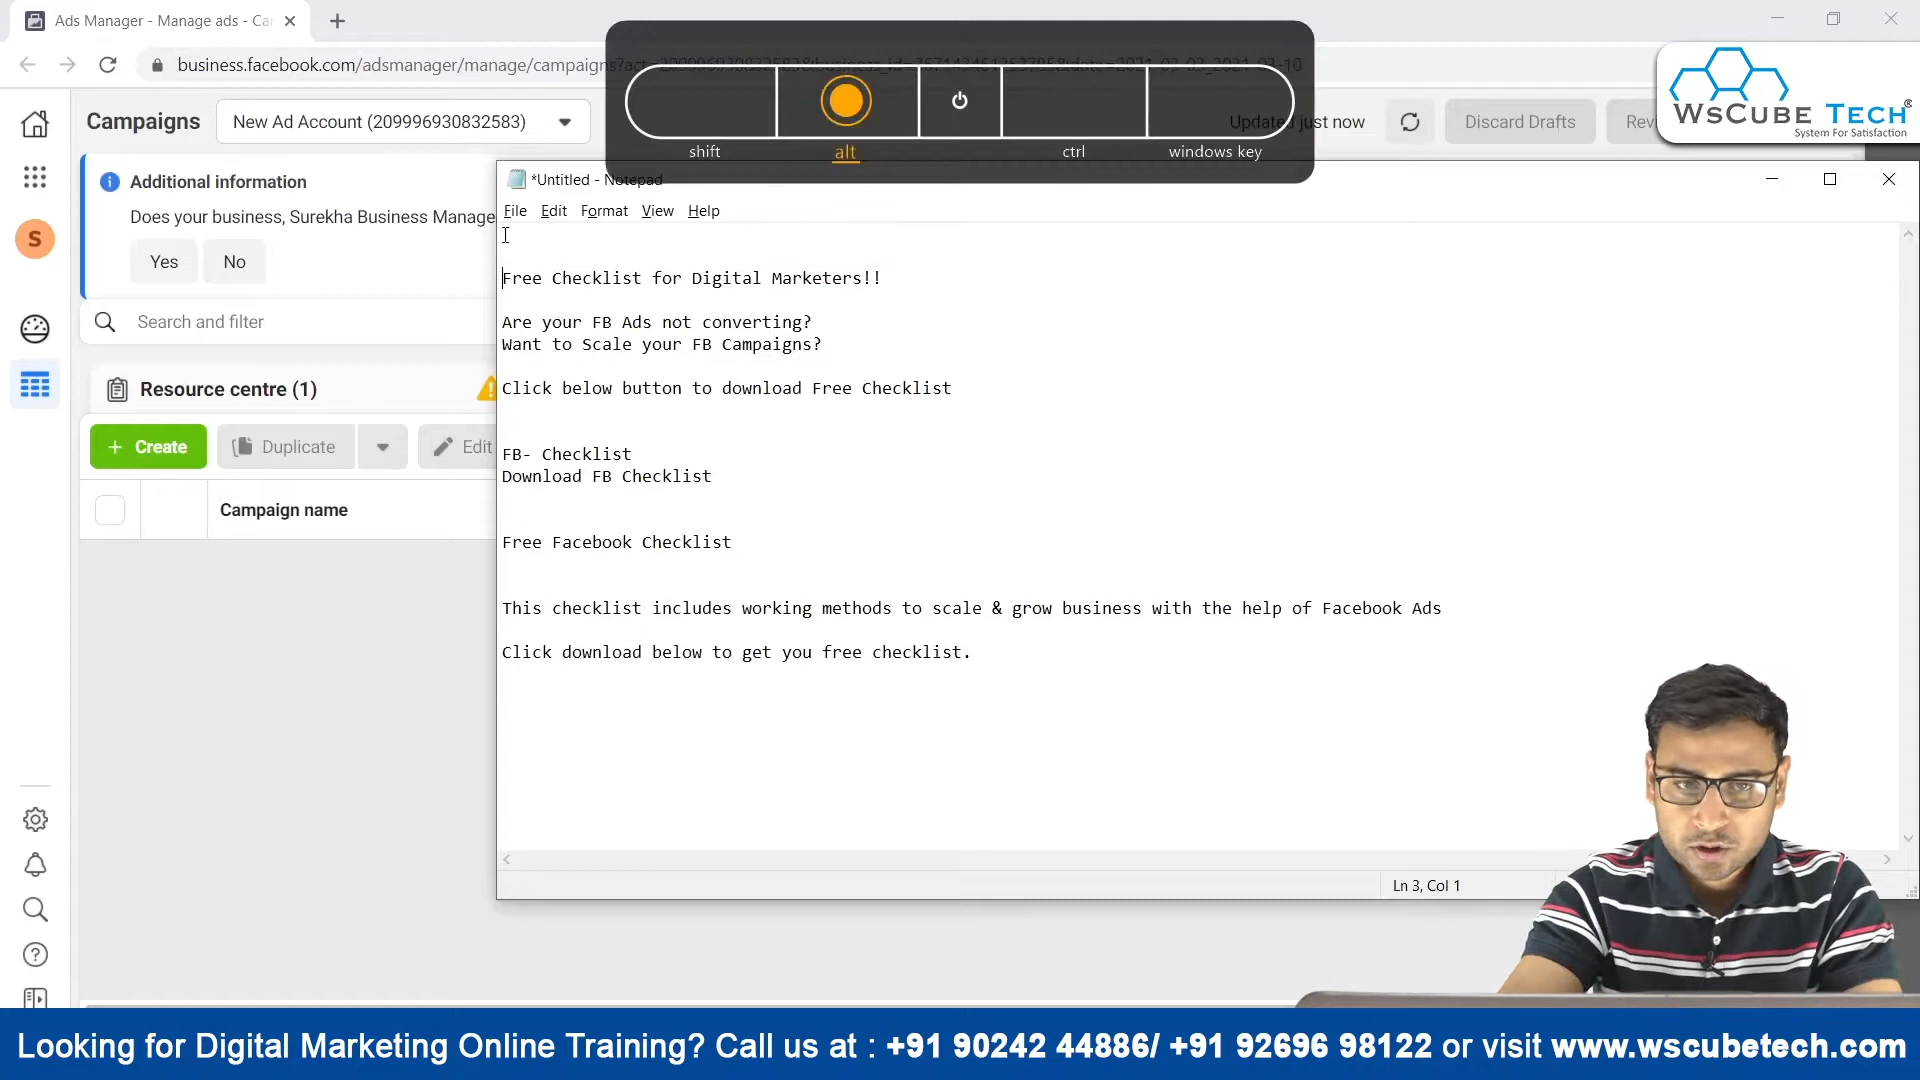 Ads Manager - Manage ads - Ca
business.facebook.com/adsmanager/manage/campaigns
shift
alt
ctrl
windows key
WsCube Tech®
System For Satisfaction
Campaigns
New Ad Account (209996930832583)
Updated just now
Discard Drafts
Additional information
Does your business, Surekha Business Manage
Yes
No
S
Search and filter
Resource centre (1)
+ Create
Duplicate
Edit
Campaign name
*Untitled - Notepad
File Edit Format View Help
Free Checklist for Digital Marketers!!
Are your FB Ads not converting?
Want to Scale your FB Campaigns?
Click below button to download Free Checklist
FB- Checklist
Download FB Checklist
Free Facebook Checklist
This checklist includes working methods to scale & grow business with the help of Facebook Ads
Click download below to get you free checklist.
Ln 3, Col 1
Looking for Digital Marketing Online Training? Call us at : +91 90242 44886/ +91 92696 98122 or visit www.wscubetech.com